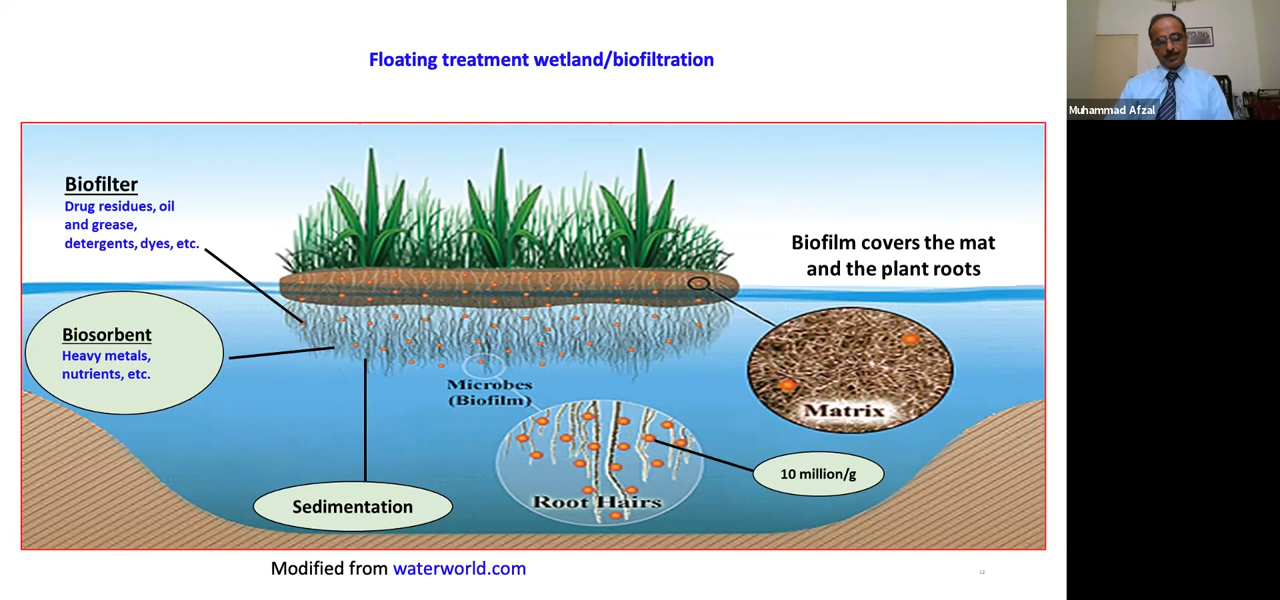 Floating treatment wetland/biofiltration
Muhammad Afzal
Biofilter
Drug residues, oil
and grease,
detergents, dyes, etc.
Biofilm covers the mat
and the plant roots
Biosorbent
Heavy metals,
nutrients, etc.
Microbes
(Biofilm)
Matrix
10 million/g
Root Hairs
Sedimentation
Modified from waterworld.com
12